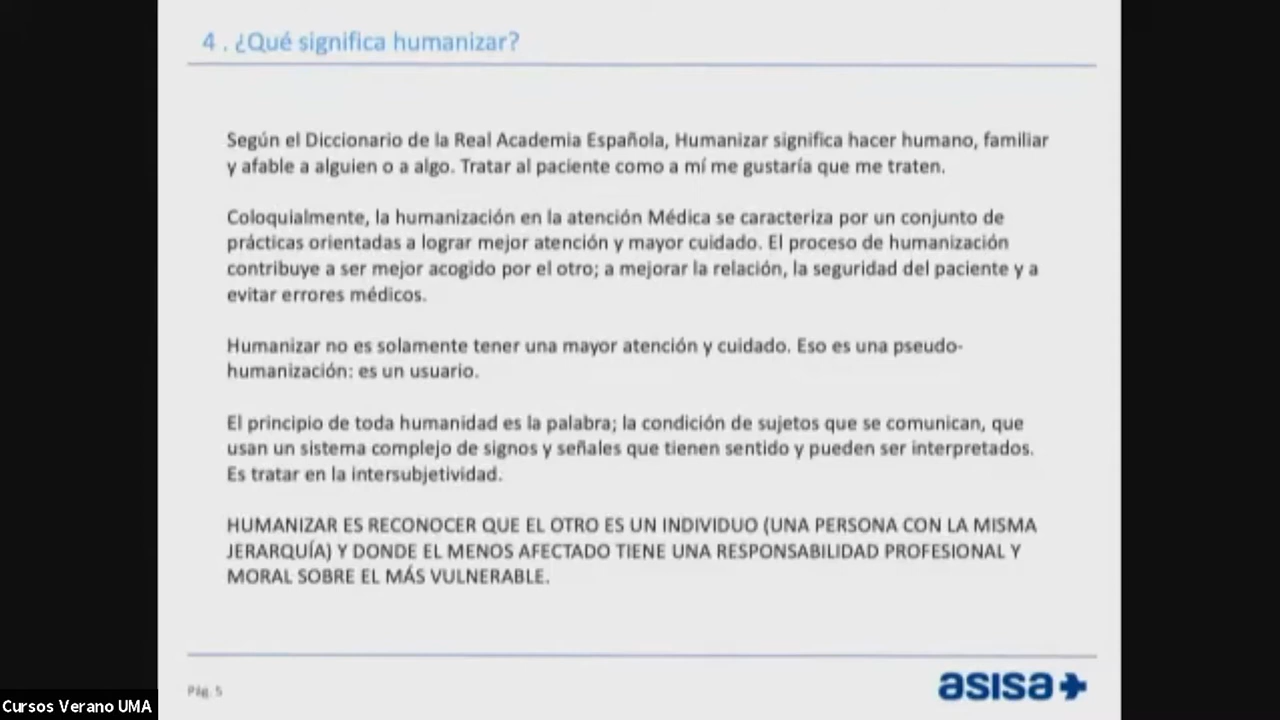 4 . ¿Qué significa humanizar?
Según el Diccionario de la Real Academia Española, Humanizar significa hacer humano, familiar
y afable a alguien o a algo. Tratar al paciente como a mí me gustaría que me traten.
Coloquialmente, la humanización en la atención Médica se caracteriza por un conjunto de
prácticas orientadas a lograr mejor atención y mayor cuidado. El proceso de humanización
contribuye a ser mejor acogido por el otro; a mejorar la relación, la seguridad del paciente y a
evitar errores médicos.
Humanizar no es solamente tener una mayor atención y cuidado. Eso es una pseudo-
humanización: es un usuario.
El principio de toda humanidad es la palabra; la condición de sujetos que se comunican, que
usan un sistema complejo de signos y señales que tienen sentido y pueden ser interpretados.
Es tratar en la intersubjetividad.
HUMANIZAR ES RECONOCER QUE EL OTRO ES UN INDIVIDUO (UNA PERSONA CON LA MISMA
JERARQUÍA) Y DONDE EL MENOS AFECTADO TIENE UNA RESPONSABILIDAD PROFESIONAL Y
MORAL SOBRE EL MÁS VULNERABLE.
Pág. 5
asisa
Cursos Verano UMA